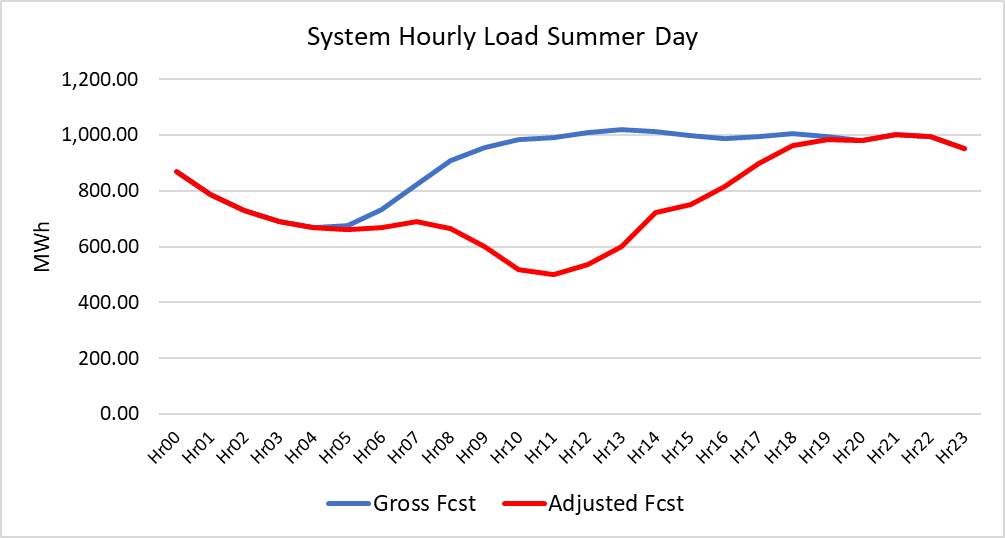 System Hourly Load Summer Day
1,200.00
1,000.00
800.00
600.00
400.00
200.00
0.00
MWh
Hr00 Hr01 Hr02 Hr03 Hr04 Hr05 Hr06 Hr07 Hr08 Hr09 Hr10 Hr11 Hr12 Hr13 Hr14 Hr15 Hr16 Hr17 Hr18 Hr19 Hr20 Hr21 Hr22 Hr23
Gross Fcst Adjusted Fcst